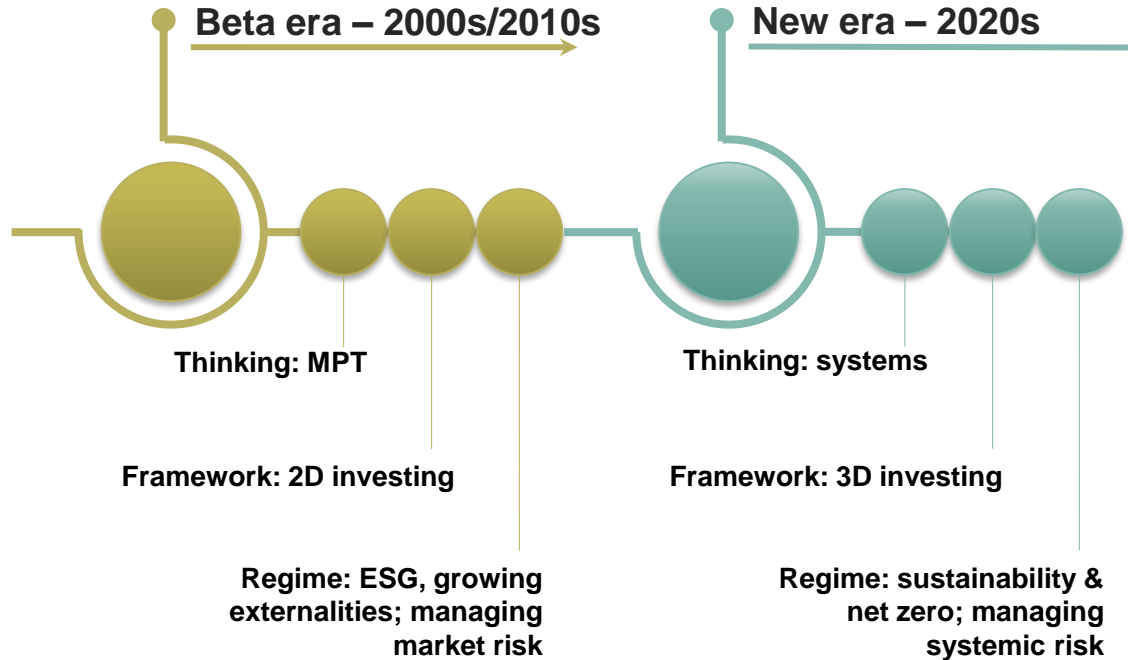 Beta era – 2000s/2010s
New era – 2020s
Thinking: MPT
Thinking: systems
Framework: 2D investing
Framework: 3D investing
Regime: ESG, growing
externalities; managing
market risk
Regime: sustainability &
net zero; managing
systemic risk